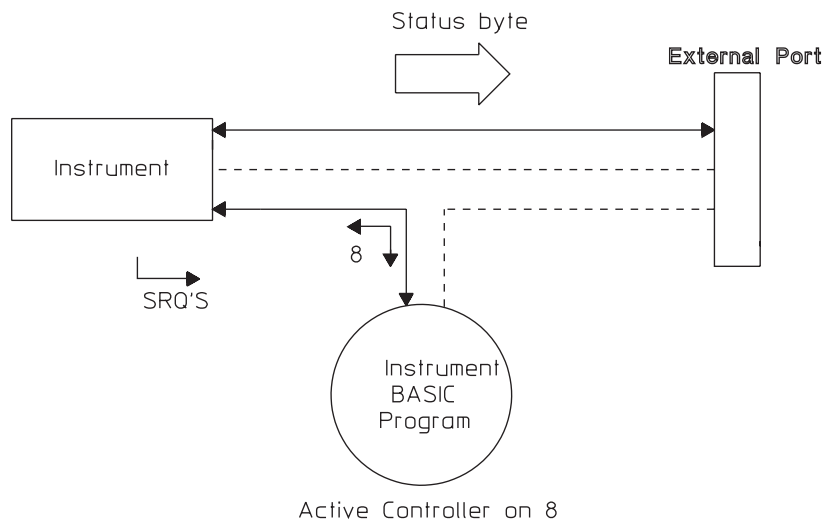 Status byte
External Port
Instrument
8
SRQ'S
Instrument
BASIC
Program
Active Controller on 8